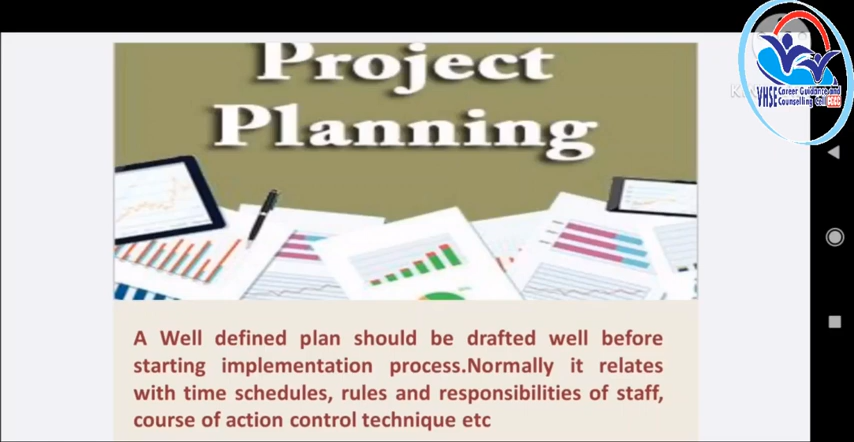 Project
Planning
VHSE Career Guidance and
Counselling Cell
A Well defined plan should be drafted well before
starting implementation process.Normally it relates
with time schedules, rules and responsibilities of staff,
course of action control technique etc